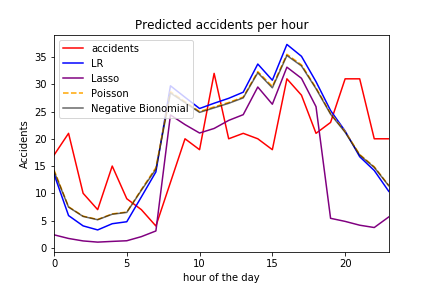 Predicted accidents per hour
accidents
LR
Lasso
Poisson
Negative Bionomial
Accidents
35
30
25
20
15
10
5
0
0 5 10 15 20
hour of the day